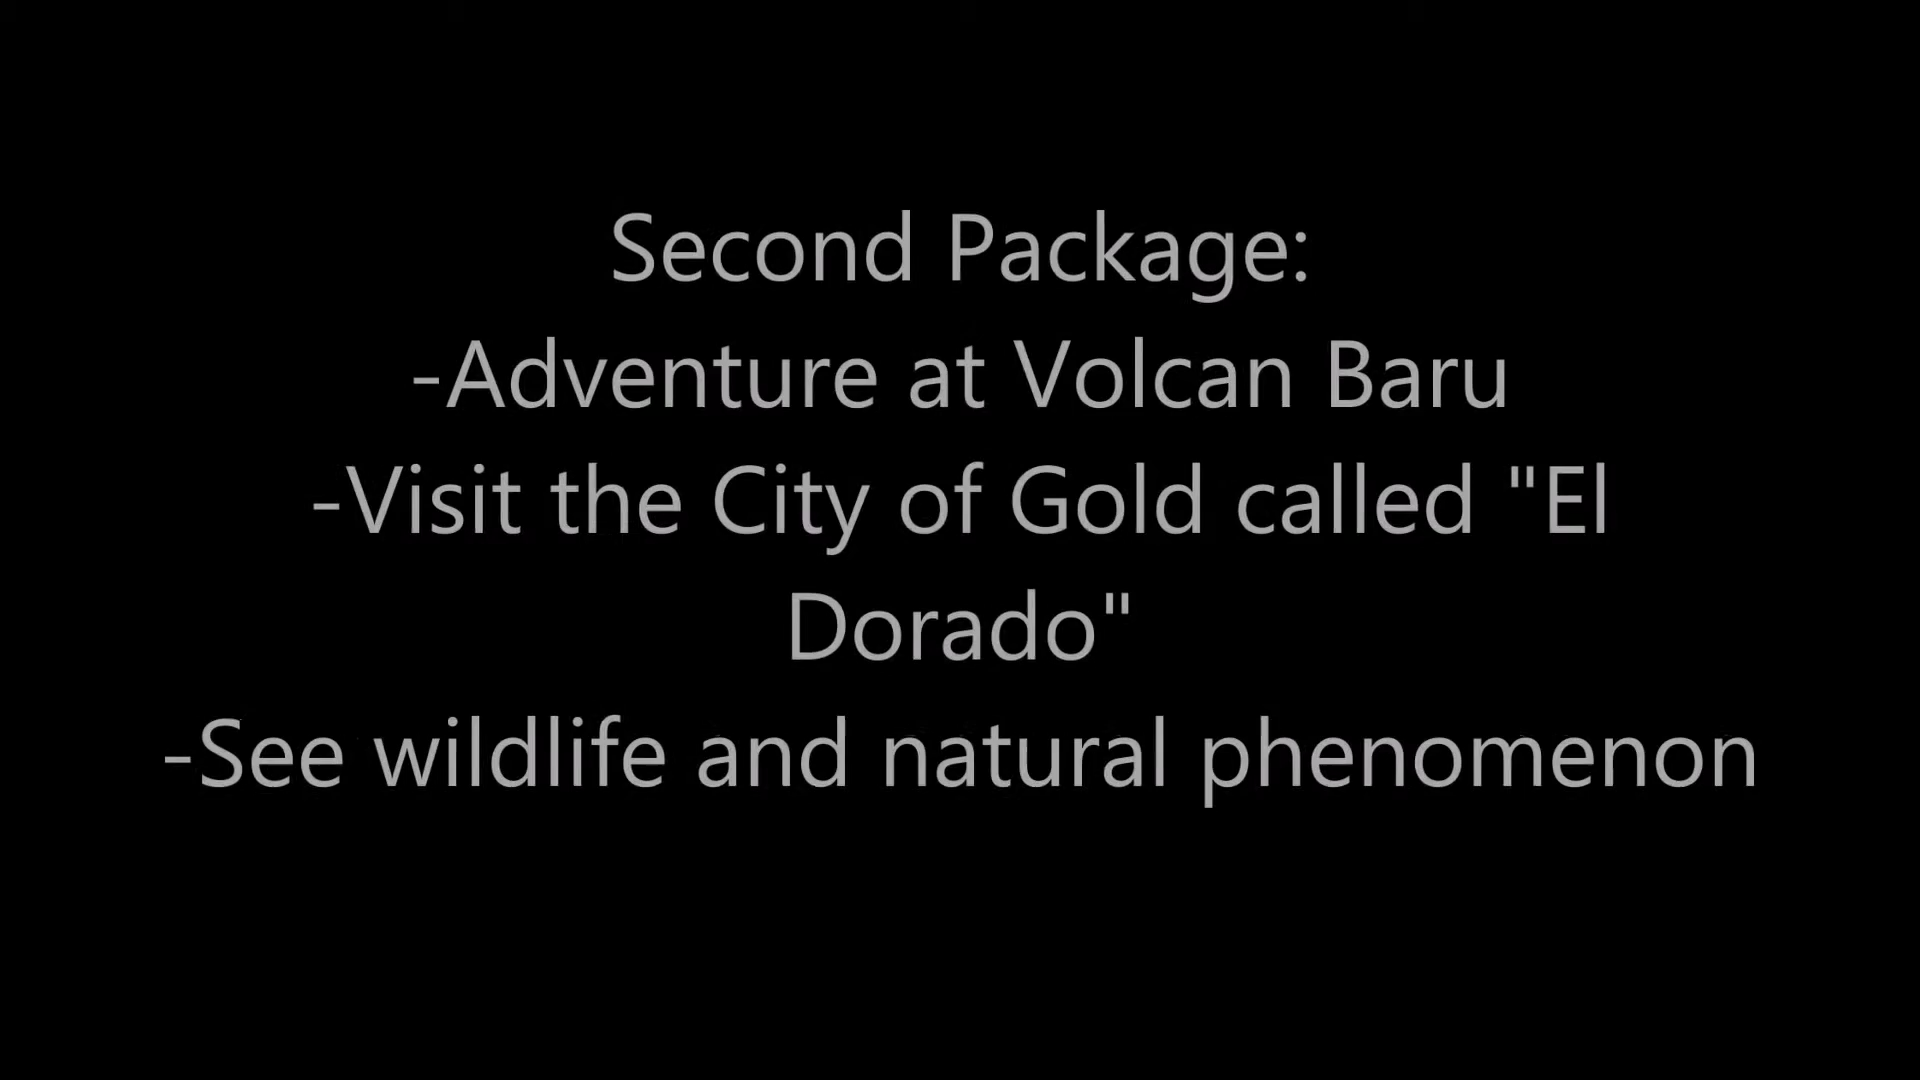 Second Package:
-Adventure at Volcan Baru
-Visit the City of Gold called "El
Dorado"
-See wildlife and natural phenomenon